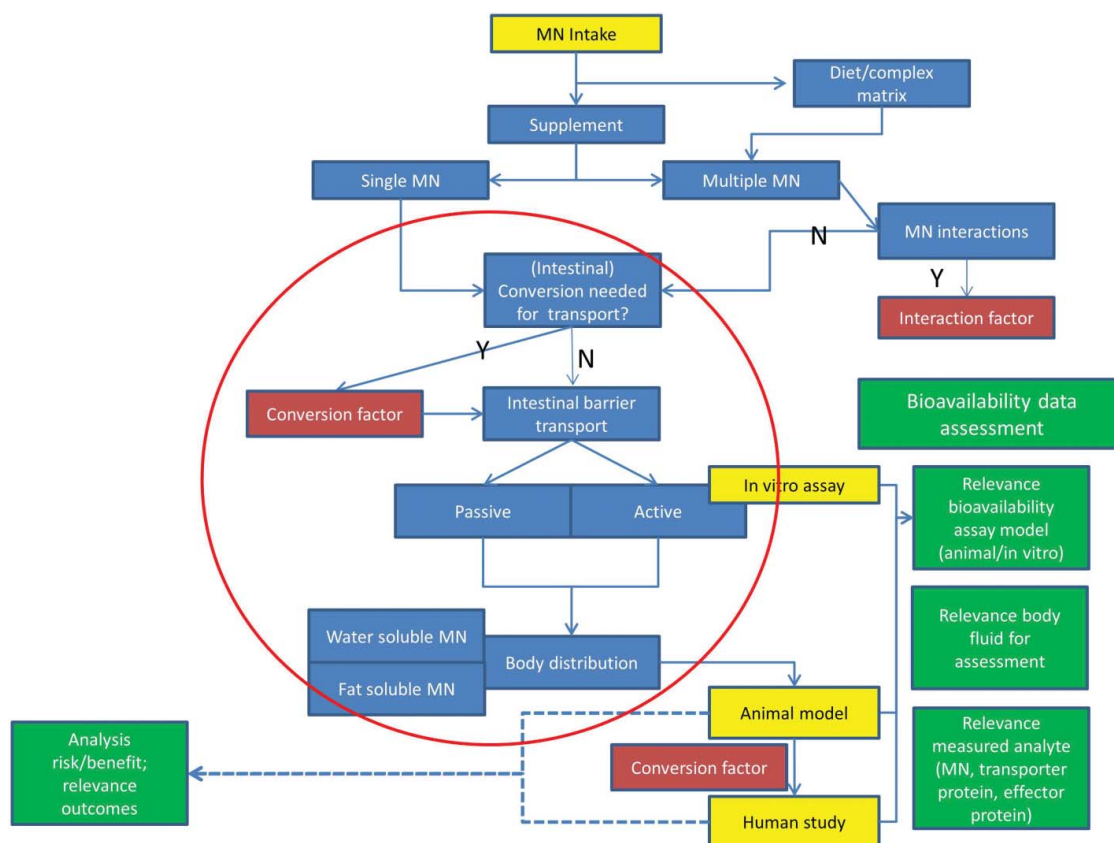 MN Intake
Diet/complex
matrix
Supplement
Single MN
Multiple MN
MN interactions
N
Y
Interaction factor
(Intestinal)
Conversion needed
for transport?
Y
N
Conversion factor
Intestinal barrier
transport
Bioavailability data
assessment
In vitro assay
Passive
Active
Relevance
bioavailability
assay model
(animal/in vitro)
Water soluble MN
Fat soluble MN
Body distribution
Relevance body
fluid for
assessment
Animal model
Conversion factor
Human study
Relevance
measured analyte
(MN, transporter
protein, effector
protein)
Analysis
risk/benefit;
relevance
outcomes